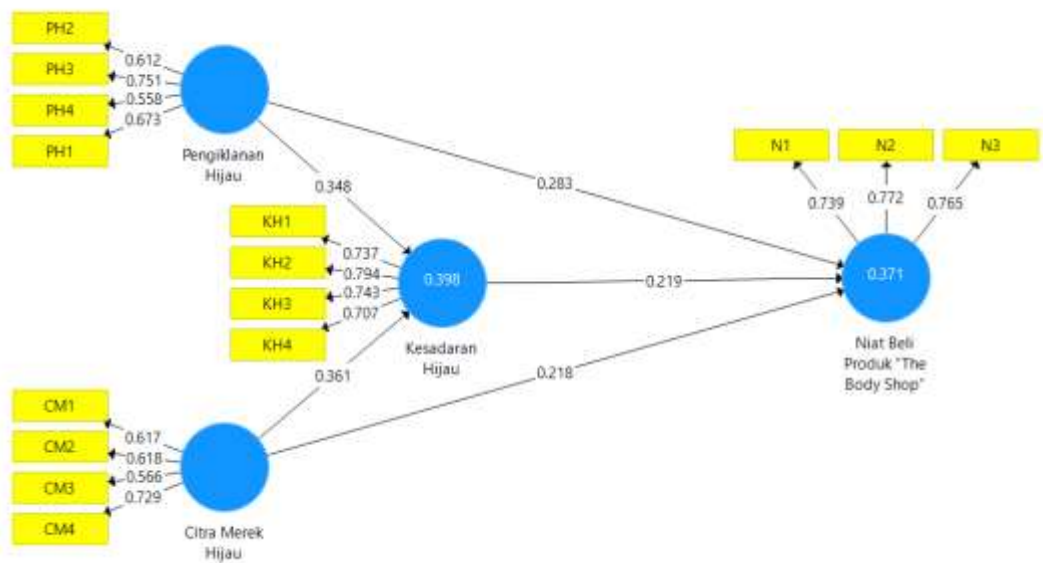 PH2
PH3
PH4
PH1
0.612
0.751
0.558
0.673
Pengiklanan
Hijau
0.348
0.283
KH1
KH2
KH3
KH4
0.737
0.794
0.743
0.707
0.398
Kesadaran
Hijau
0.219
N1
N2
N3
0.739
0.772
0.765
0.371
Niat Beli
Produk "The
Body Shop"
0.361
0.218
CM1
CM2
CM3
CM4
0.617
0.618
0.566
0.729
Citra Merek
Hijau